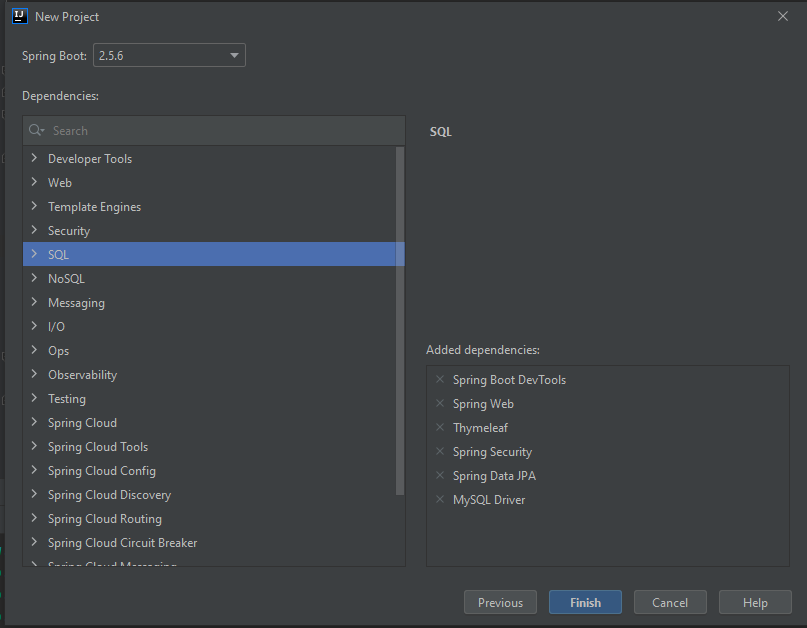 New Project
Spring Boot: 2.5.6
Dependencies:
Search
Developer Tools
Web
Template Engines
Security
SQL
NoSQL
Messaging
I/O
Ops
Observability
Testing
Spring Cloud
Spring Cloud Tools
Spring Cloud Config
Spring Cloud Discovery
Spring Cloud Routing
Spring Cloud Circuit Breaker
Spring Cloud Messaging
SQL
Added dependencies:
Spring Boot DevTools
Spring Web
Thymeleaf
Spring Security
Spring Data JPA
MySQL Driver
Previous Finish Cancel Help